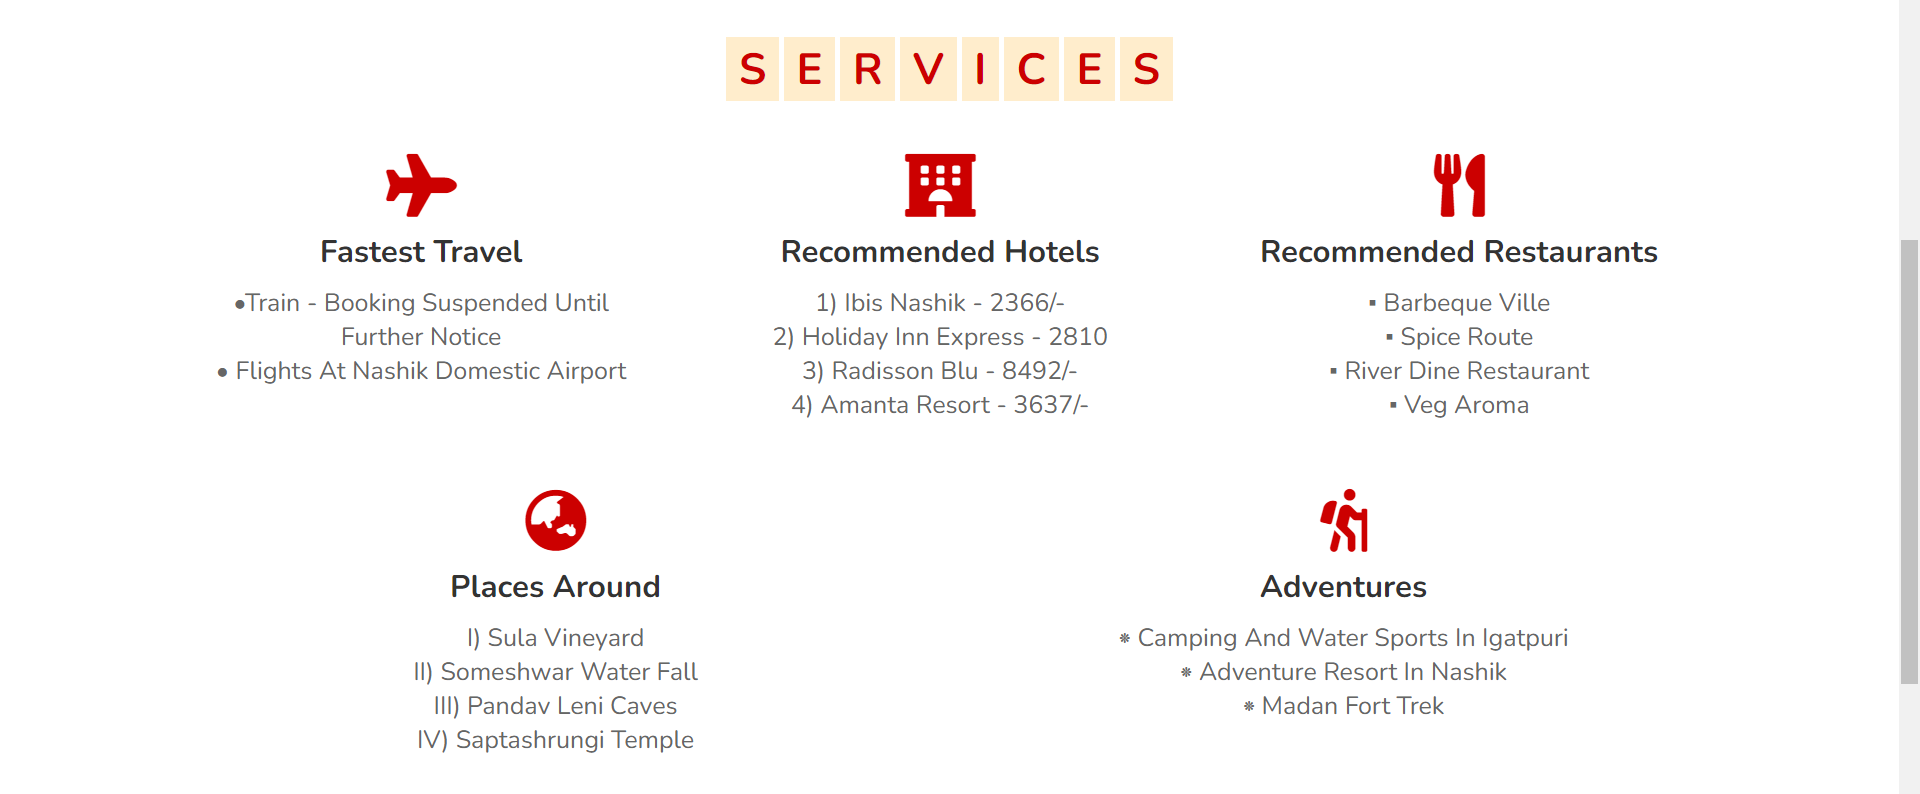 SERVICES
Fastest Travel
●Train - Booking Suspended Until
Further Notice
● Flights At Nashik Domestic Airport
Recommended Hotels
1) Ibis Nashik - 2366/-
2) Holiday Inn Express - 2810
3) Radisson Blu - 8492/-
4) Amanta Resort - 3637/-
Recommended Restaurants
▪ Barbeque Ville
▪ Spice Route
▪ River Dine Restaurant
▪ Veg Aroma
Places Around
I) Sula Vineyard
II) Someshwar Water Fall
III) Pandav Leni Caves
IV) Saptashrungi Temple
Adventures
⁕ Camping And Water Sports In Igatpuri
⁕ Adventure Resort In Nashik
⁕ Madan Fort Trek